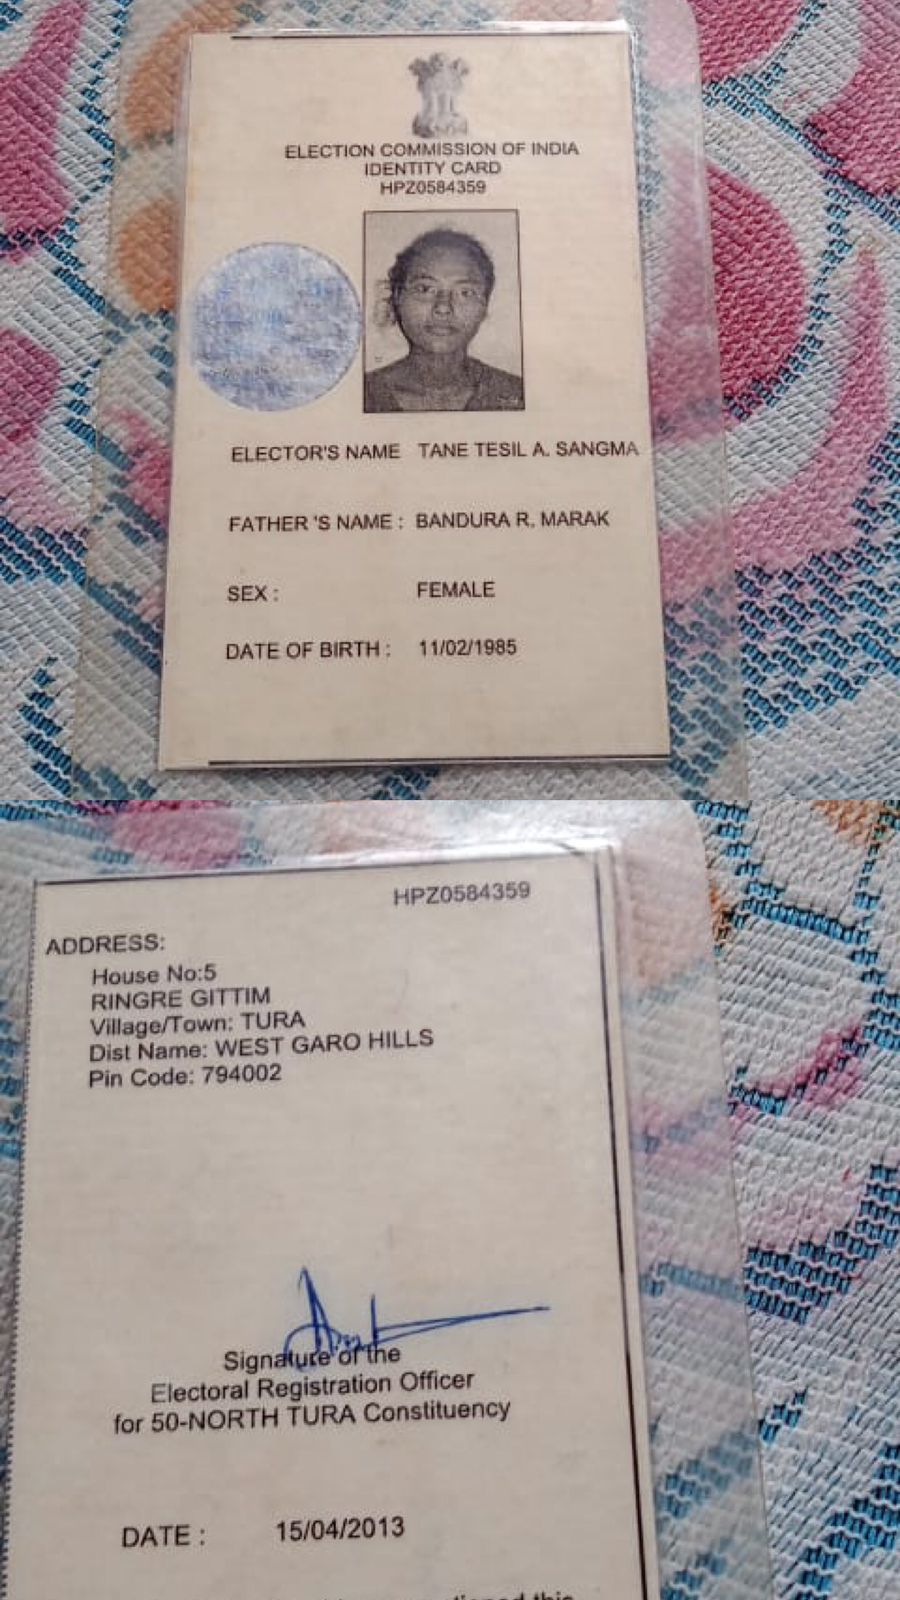 ELECTION COMMISSION OF INDIA
IDENTITY CARD
HPZ0584359
ELECTOR'S NAME TANE TESIL A. SANGMA
FATHER 'S NAME : BANDURA R. MARAK
SEX : FEMALE
DATE OF BIRTH : 11/02/1985
HPZ0584359
ADDRESS:
House No:5
RINGRE GITTIM
Village/Town: TURA
Dist Name: WEST GARO HILLS
Pin Code: 794002
Signature of the
Electoral Registration Officer
for 50-NORTH TURA Constituency
DATE : 15/04/2013
this